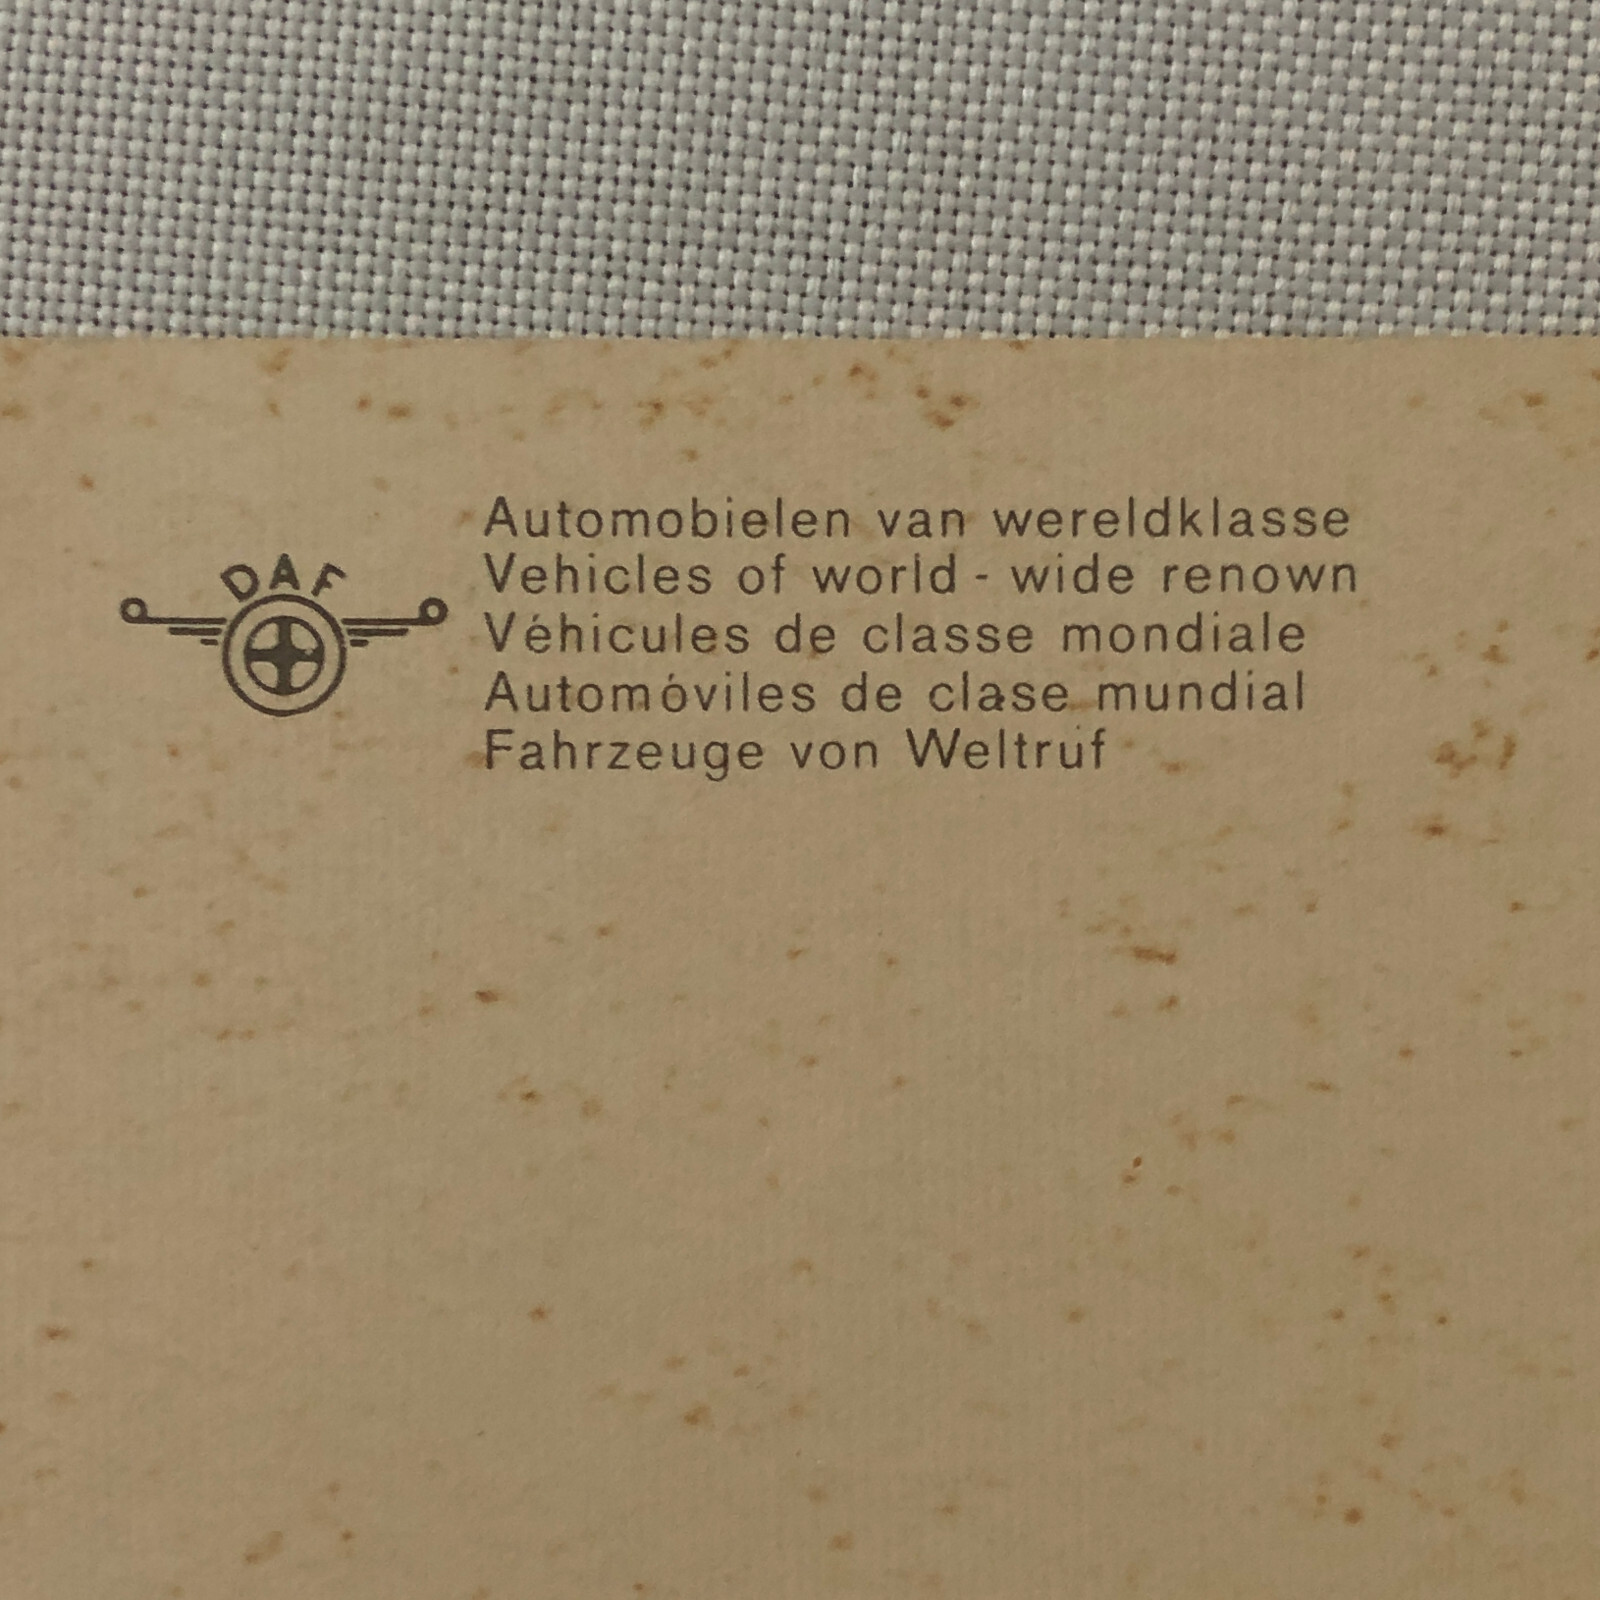 DAF
Automobielen van wereldklasse
Vehicles of world - wide renown
Véhicules de classe mondiale
Automóviles de clase mundial
Fahrzeuge von Weltruf